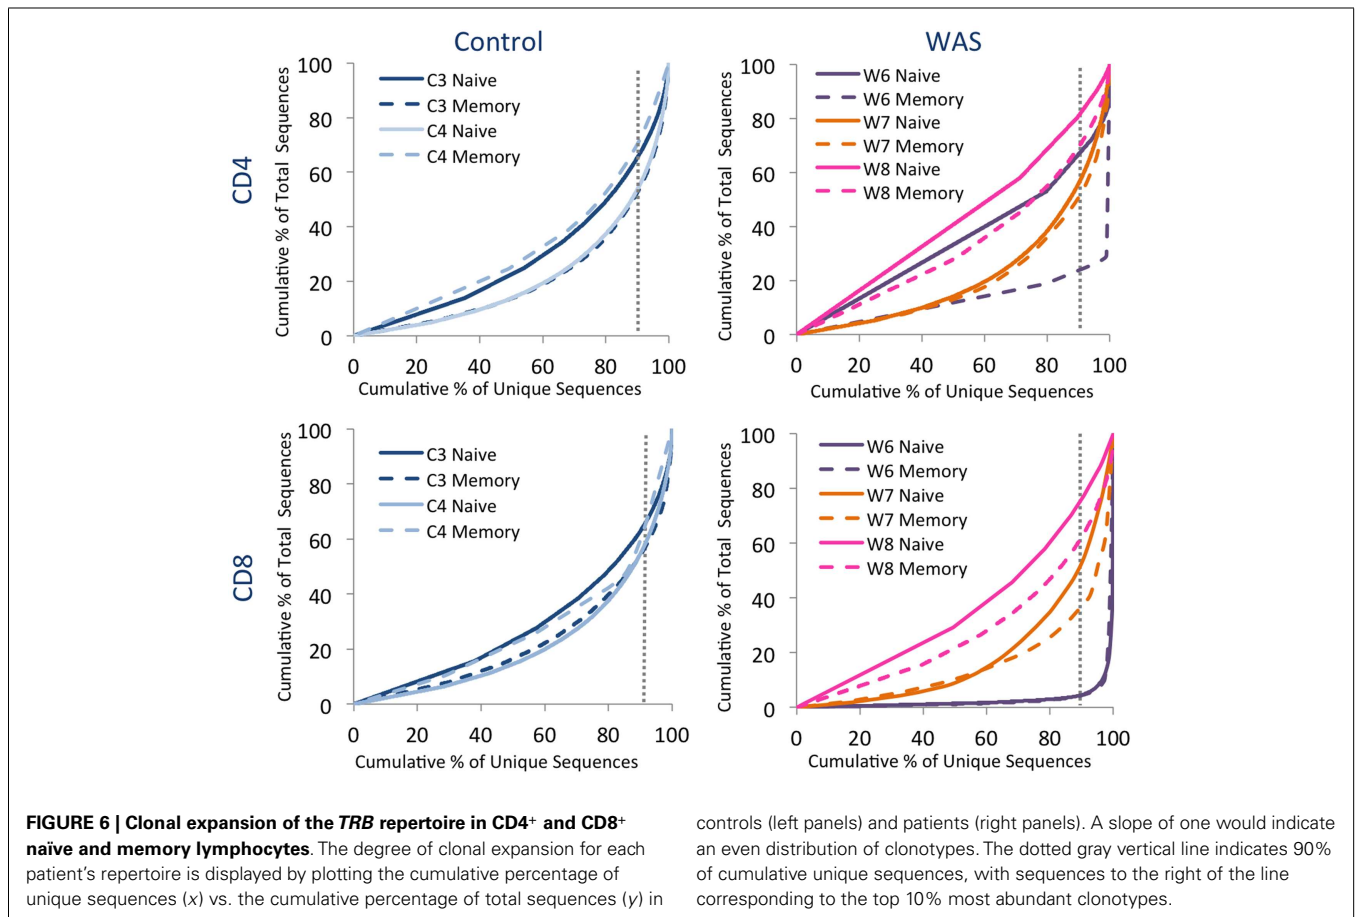 Control
WAS
CD4
Cumulative % of Total Sequences
100
80
60
40
20
0
C3 Naive
C3 Memory
C4 Naive
C4 Memory
0 20 40 60 80 100
Cumulative % of Unique Sequences
Cumulative % of Total Sequences
100
80
60
40
20
0
W6 Naive
W6 Memory
W7 Naive
W7 Memory
W8 Naive
W8 Memory
0 20 40 60 80 100
Cumulative % of Unique Sequences
CD8
Cumulative % of Total Sequences
100
80
60
40
20
0
C3 Naive
C3 Memory
C4 Naive
C4 Memory
0 20 40 60 80 100
Cumulative % of Unique Sequences
Cumulative % of Total Sequences
100
80
60
40
20
0
W6 Naive
W6 Memory
W7 Naive
W7 Memory
W8 Naive
W8 Memory
0 20 40 60 80 100
Cumulative % of Unique Sequences
FIGURE 6 | Clonal expansion of the TRB repertoire in CD4⁺ and CD8⁺
naïve and memory lymphocytes. The degree of clonal expansion for each
patient's repertoire is displayed by plotting the cumulative percentage of
unique sequences (x) vs. the cumulative percentage of total sequences (y) in
controls (left panels) and patients (right panels). A slope of one would indicate
an even distribution of clonotypes. The dotted gray vertical line indicates 90%
of cumulative unique sequences, with sequences to the right of the line
corresponding to the top 10% most abundant clonotypes.